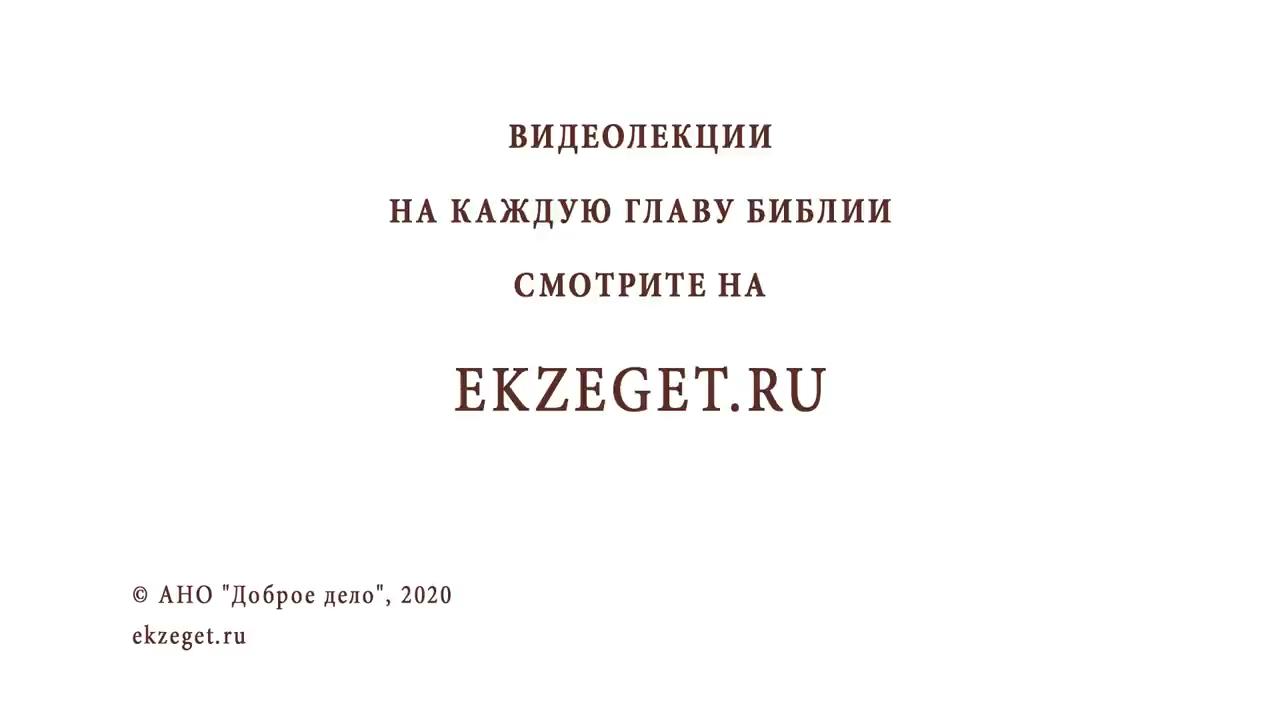 ВИДЕОЛЕКЦИИ
НА КАЖДУЮ ГЛАВУ БИБЛИИ
СМОТРИТЕ НА
EKZEGET.RU
© АНО "Доброе дело", 2020
ekzeget.ru